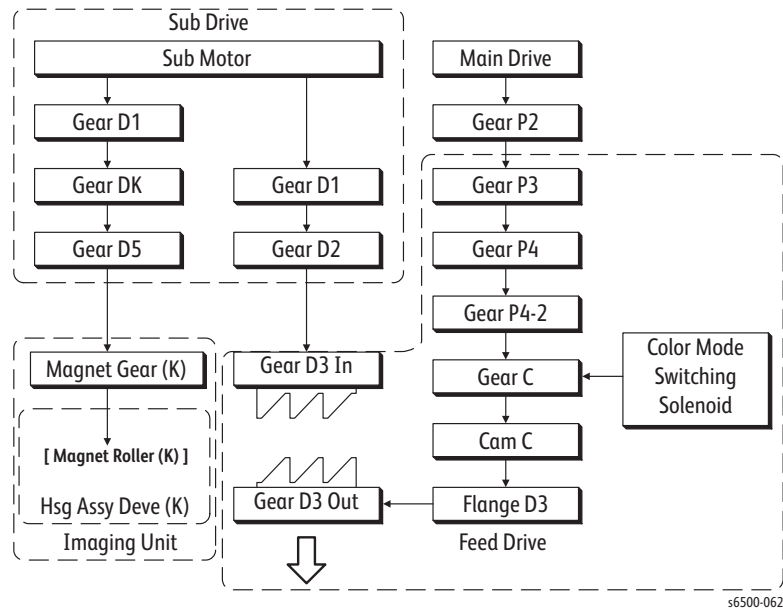 Sub Drive
Sub Motor
Main Drive
Gear D1
Gear P2
Gear DK
Gear D1
Gear P3
Gear D5
Gear D2
Gear P4
Gear P4-2
Magnet Gear (K)
Gear D3 In
Gear C
Color Mode
Switching
Solenoid
Cam C
[ Magnet Roller (K) ]
Hsg Assy Deve (K)
Gear D3 Out
Flange D3
Imaging Unit
Feed Drive
s6500-062